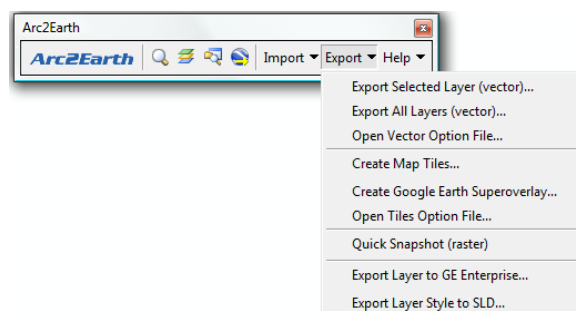 Arc2Earth
Arc2Earth Import Export Help
Export Selected Layer (vector)...
Export All Layers (vector)...
Open Vector Option File...
Create Map Tiles...
Create Google Earth Superoverlay...
Open Tiles Option File...
Quick Snapshot (raster)
Export Layer to GE Enterprise...
Export Layer Style to SLD...